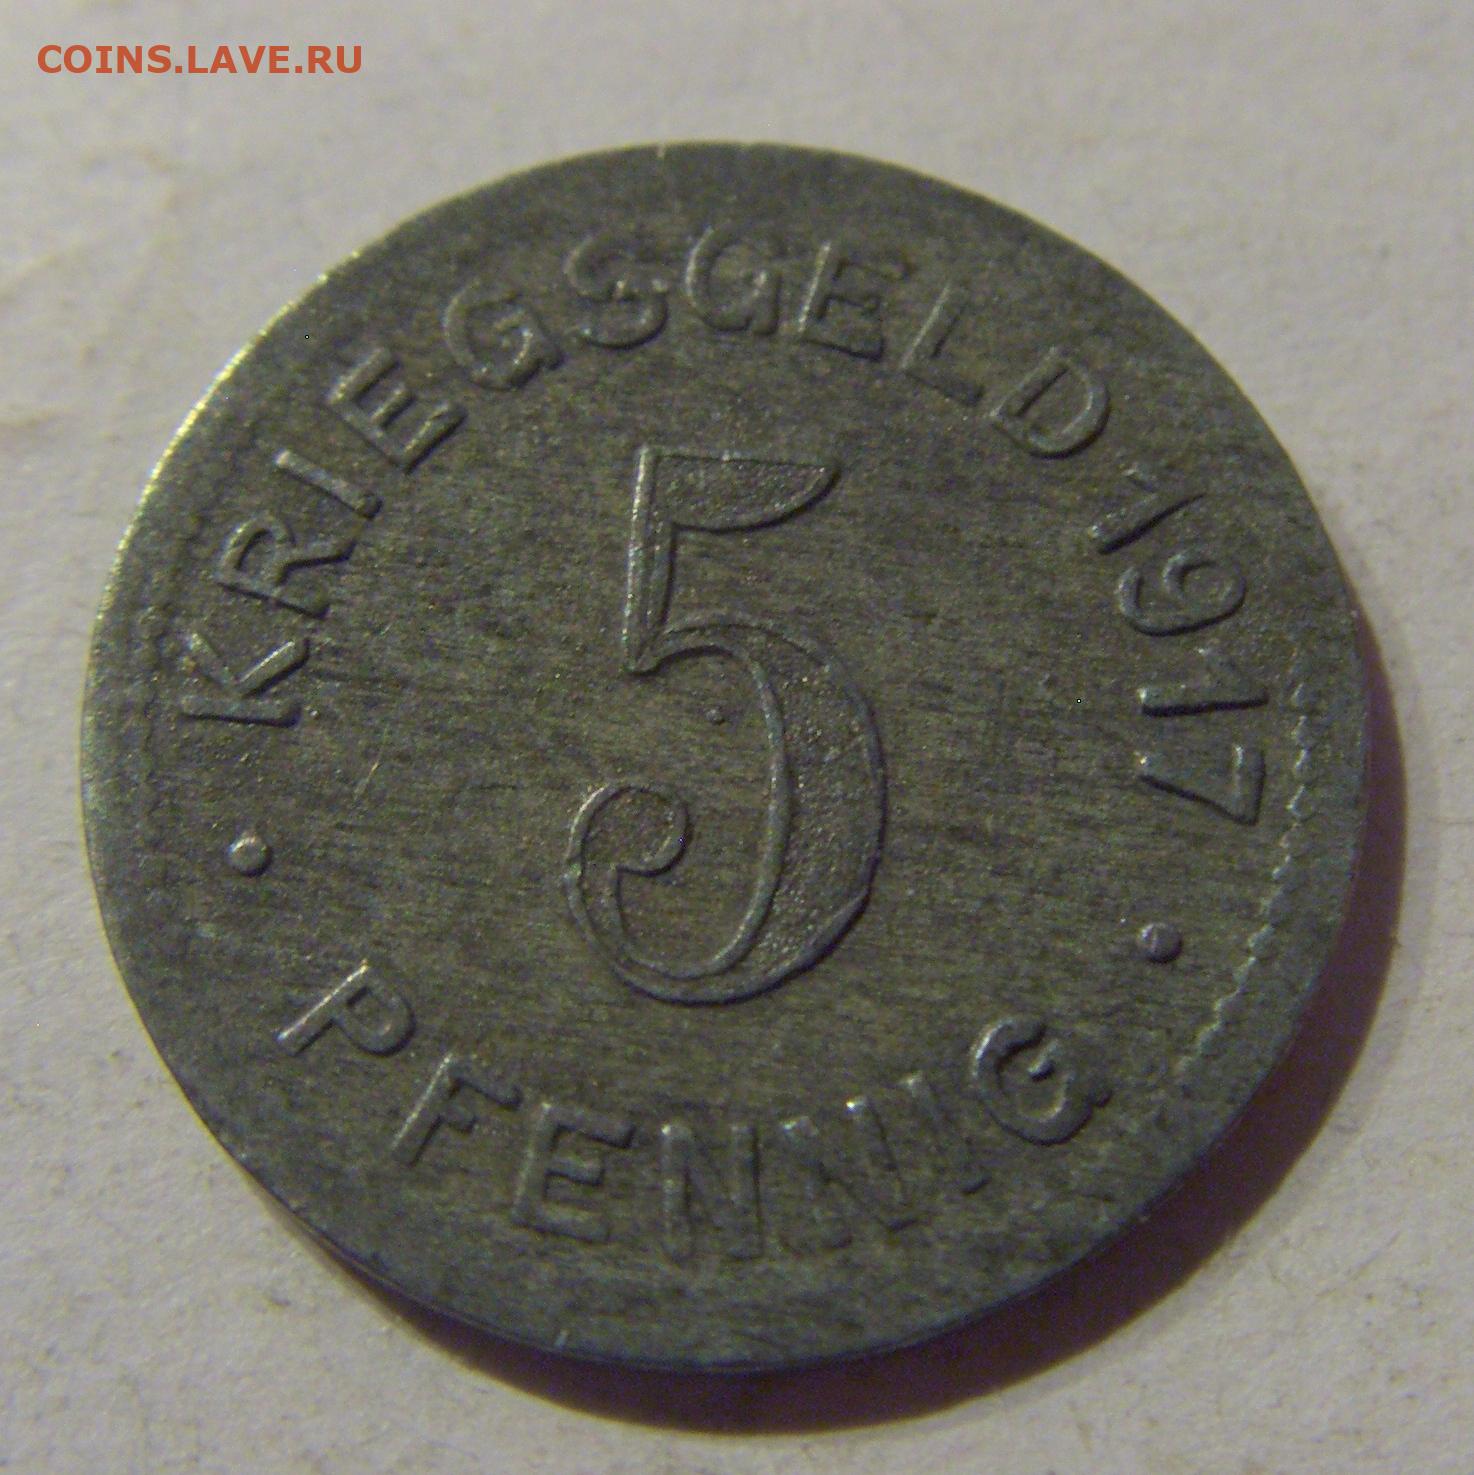 COINS.LAVE.RU
KRIEGSGELD 1917
5
• PFENNIG •